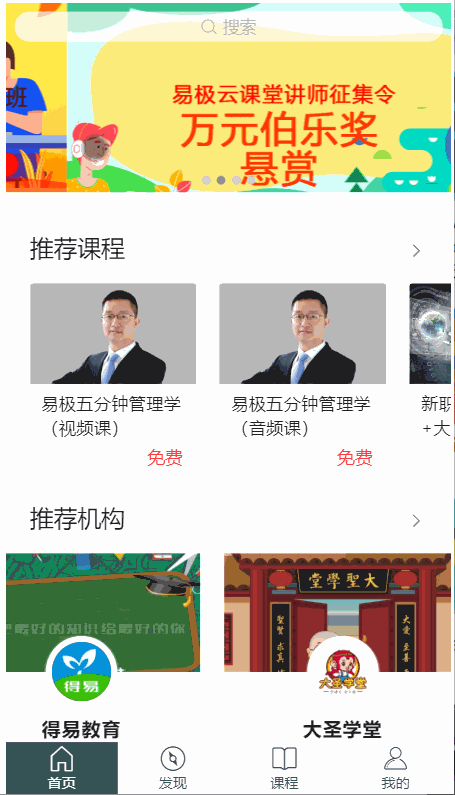 搜索
班
易极云课堂讲师征集令
万元伯乐奖
悬赏
推荐课程
易极五分钟管理学
（视频课）
免费
易极五分钟管理学
（音频课）
免费
新职
+大
推荐机构
把最好的知识给最好的你
得易
得易教育
大聖學堂
大圣学堂
大圣学堂
首页
发现
课程
我的